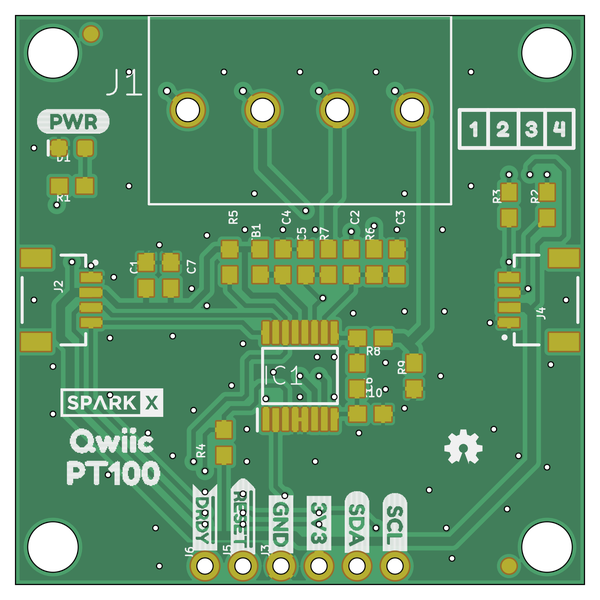 J1
PWR
1 2 3 4
D1
R1
R3
R2
R5
B1
C4
C5
R7
C2
R6
C3
J2
C1
C7
J4
IC1
R8
R9
10
SPARK X
Qwiic
PT100
R4
DRDY
RESET
GND
3V3
SDA
SCL
J6
J5
J3